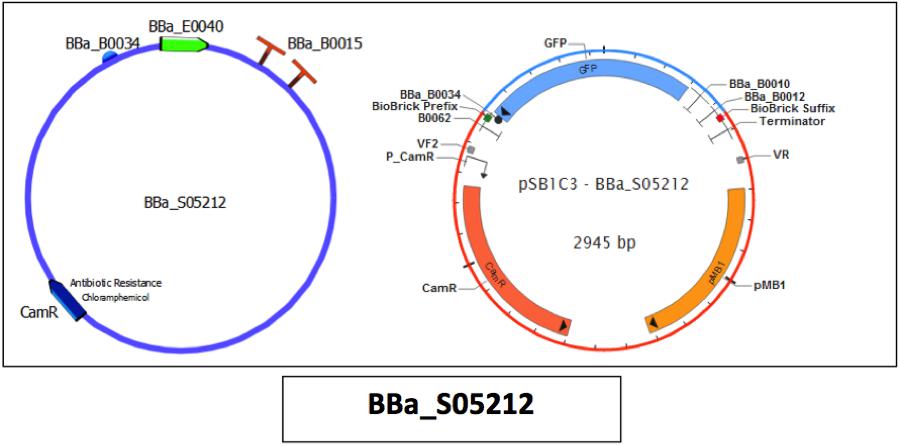 BBa_E0040
BBa_B0034
BBa_B0015
BBa_S05212
Antibiotic Resistance
Chloramphemicol
CamR
GFP
GFP
BBa_B0034
BioBrick Prefix
B0062
VF2
P_CamR
BBa_B0010
BBa_B0012
BioBrick Suffix
Terminator
VR
pSB1C3 - BBa_S05212
2945 bp
CamR
CamR
pMB1
pMB1
BBa_S05212